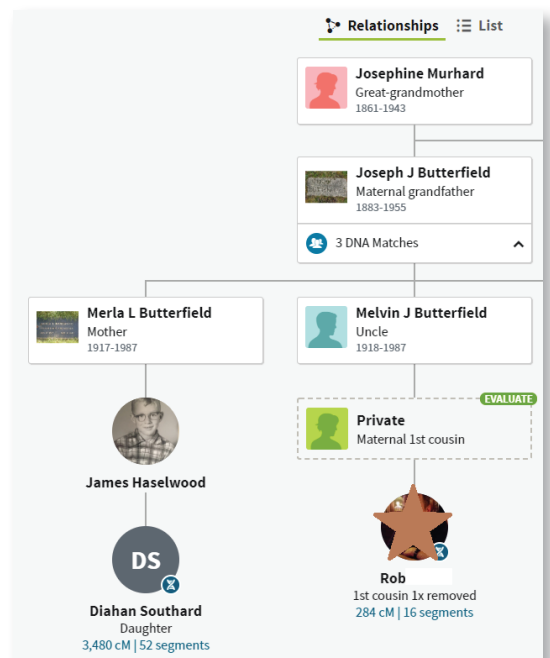 Relationships List
Josephine Murhard
Great-grandmother
1861-1943
Joseph J Butterfield
Maternal grandfather
1883-1955
3 DNA Matches
Merla L Butterfield
Mother
1917-1987
Melvin J Butterfield
Uncle
1918-1987
EVALUATE
Private
Maternal 1st cousin
James Haselwood
DS
Diahan Southard
Daughter
3,480 cM | 52 segments
Rob
1st cousin 1x removed
284 cM | 16 segments